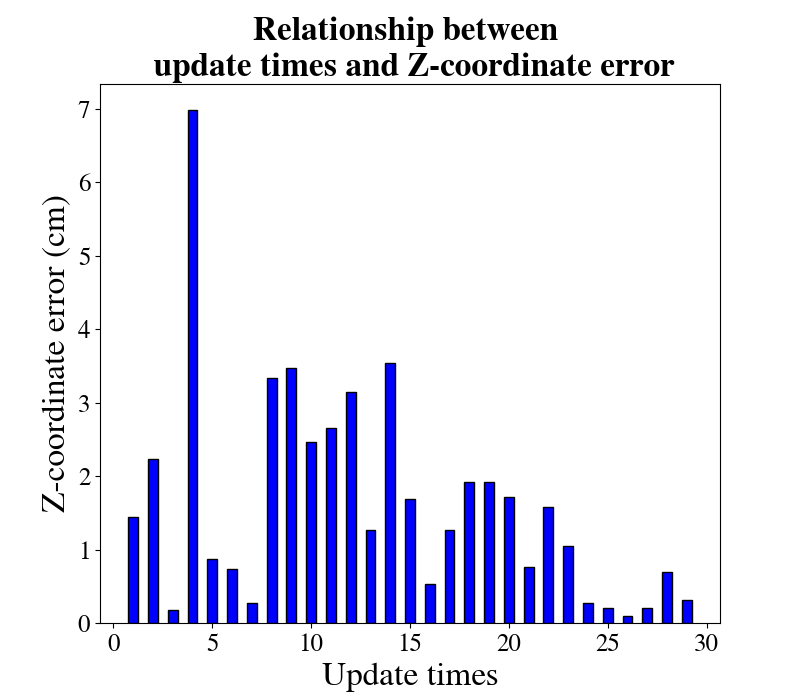 Relationship between
update times and Z-coordinate error
Z-coordinate error (cm)
7
6
5
4
3
2
1
0
0 5 10 15 20 25 30
Update times